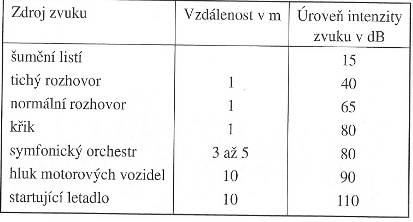 Zdroj zvuku Vzdálenost v m Úroveň intenzity
zvuku v dB
šumění listí 15
tichý rozhovor 1 40
normální rozhovor 1 65
křik 1 80
symfonický orchestr 3 až 5 80
hluk motorových vozidel 10 90
startující letadlo 10 110